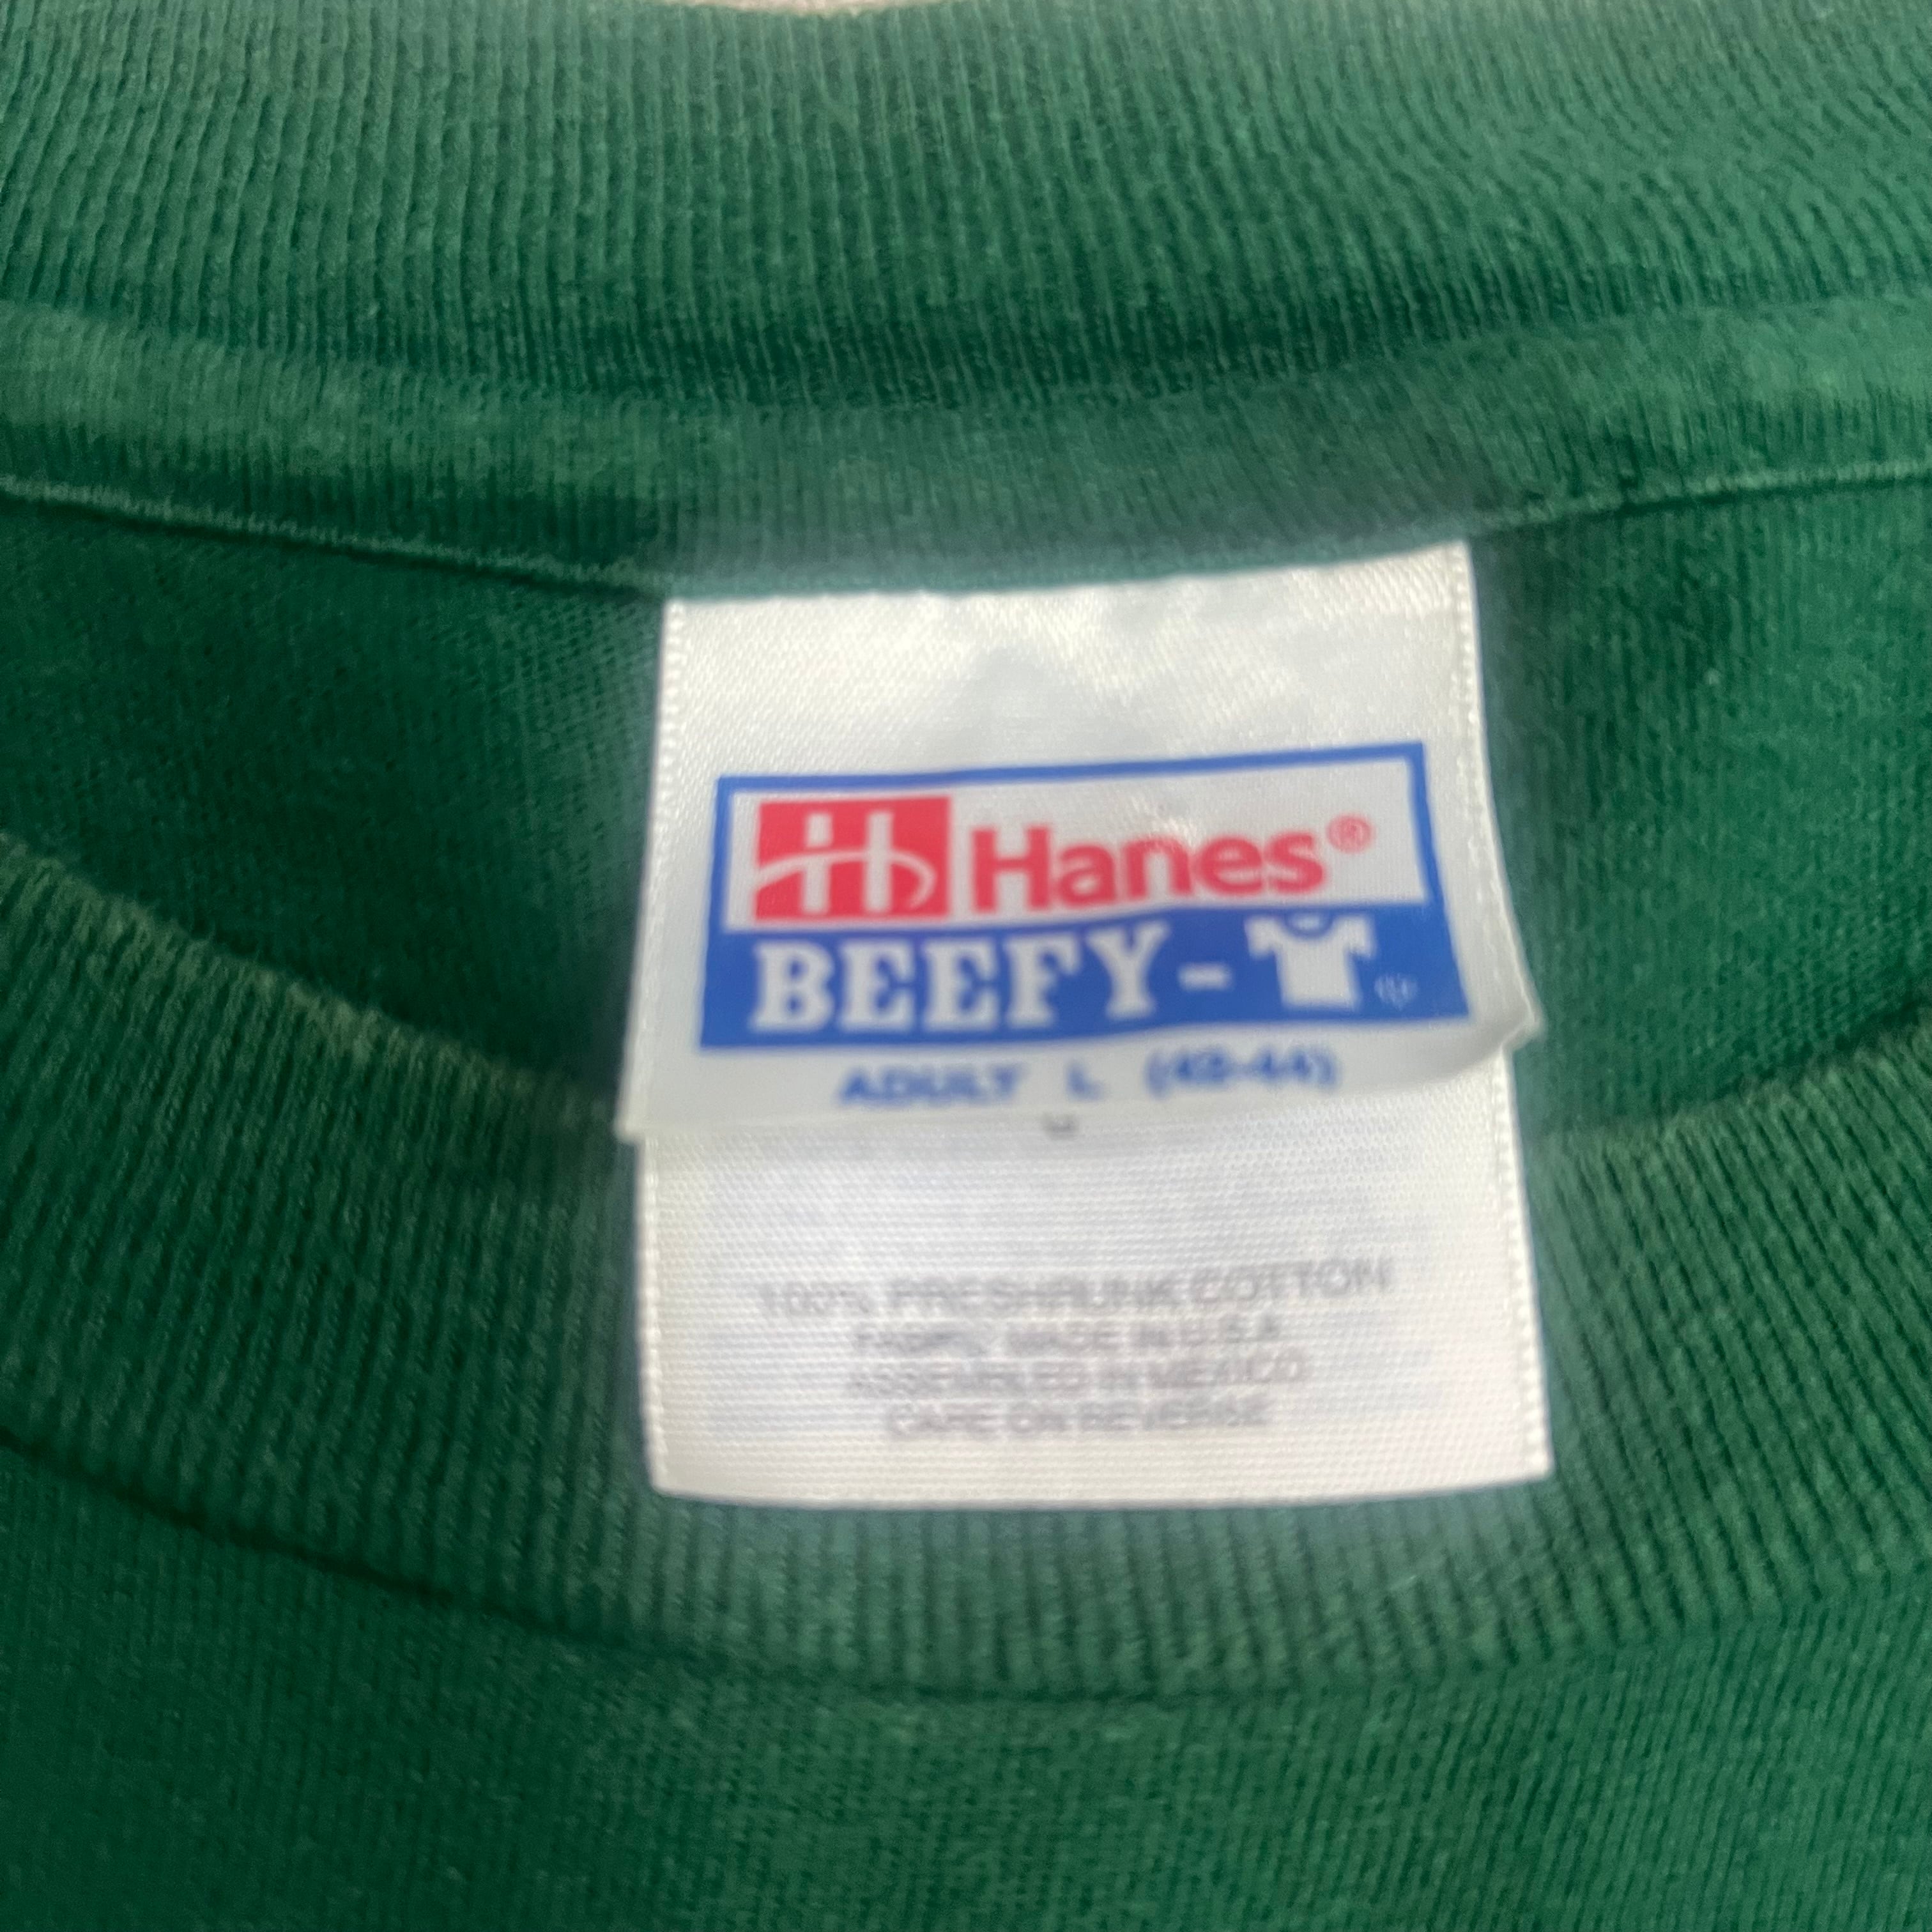 Hanes®
BEEFY-
ADULT L (42-44)
100% PRESHRUNK COTTON
FABRIC MADE IN U.S.A
ASSEMBLED IN MEXICO
CARE ON REVERSE